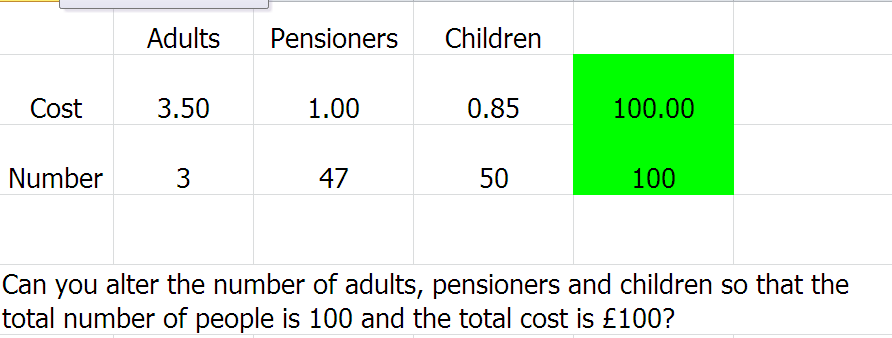 Adults Pensioners Children
Cost 3.50 1.00 0.85 100.00
Number 3 47 50 100
Can you alter the number of adults, pensioners and children so that the
total number of people is 100 and the total cost is £100?